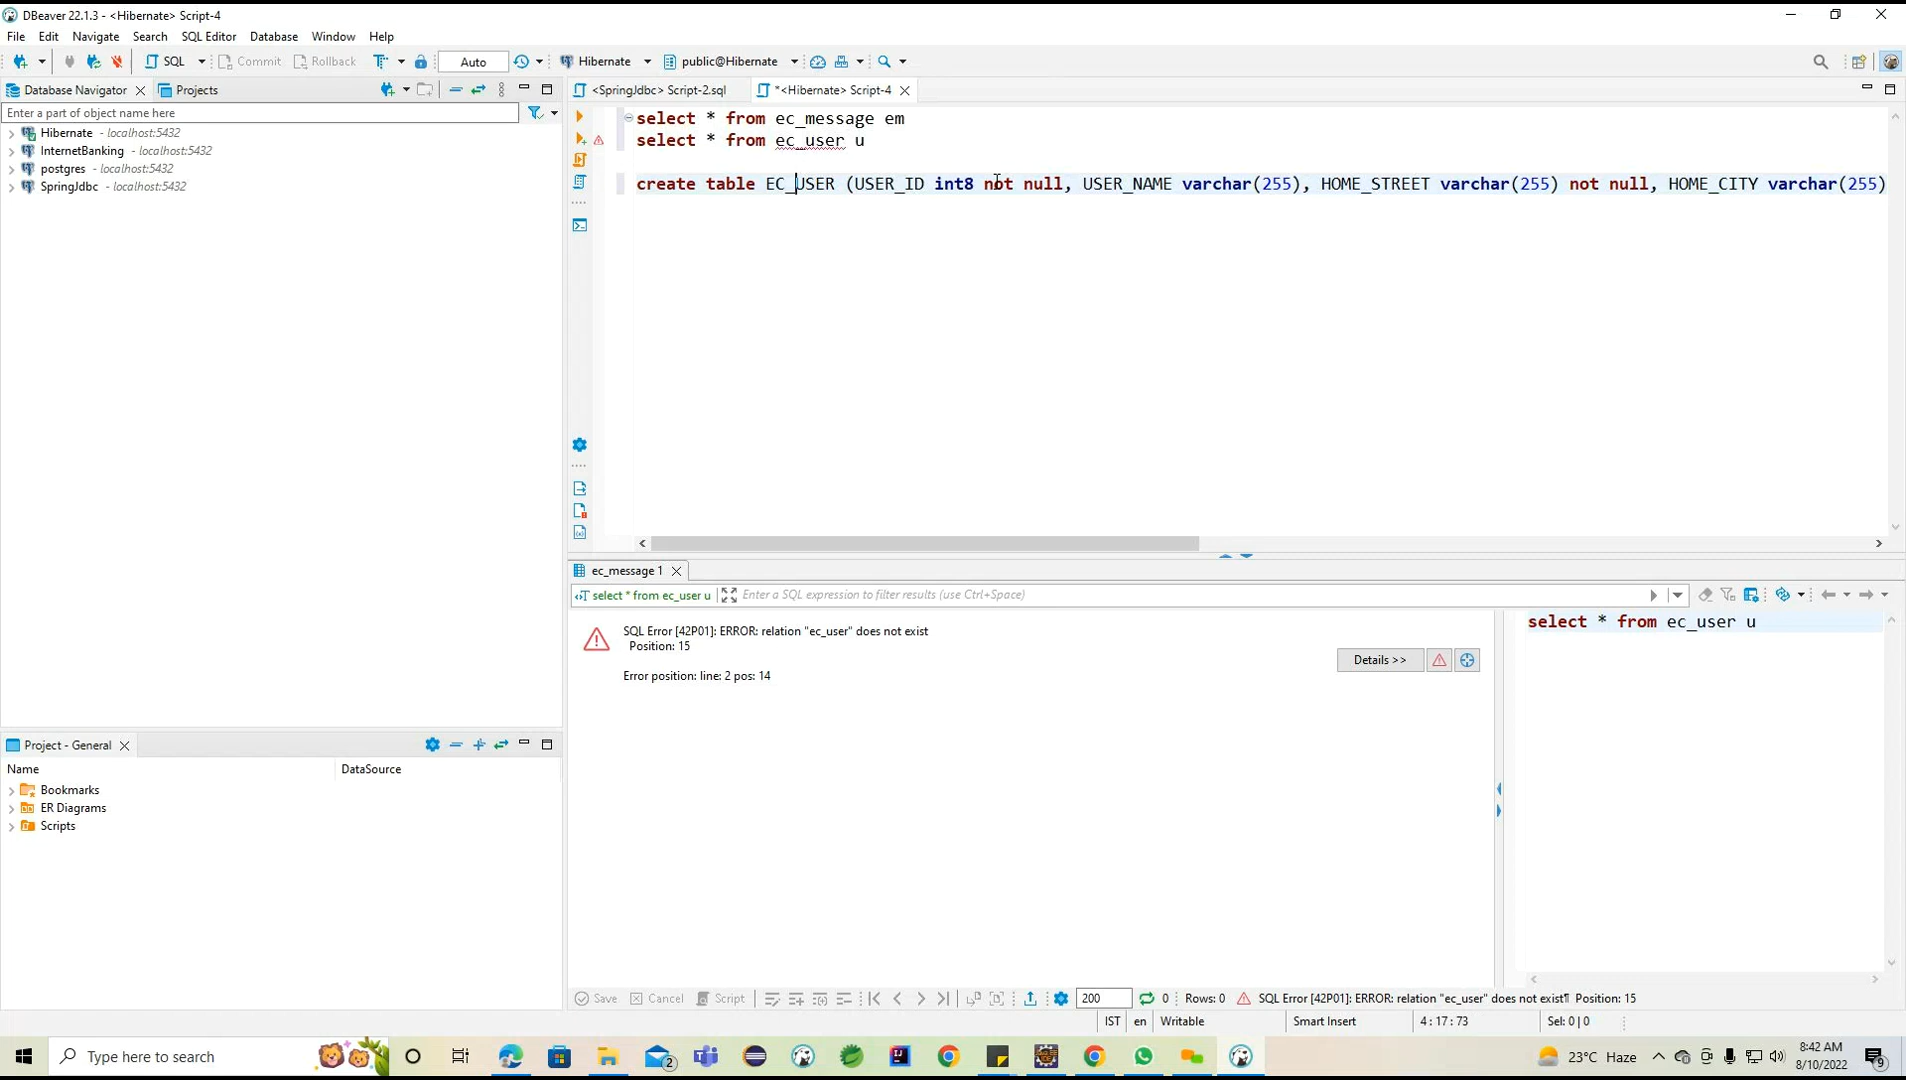 DBeaver 22.1.3 - <Hibernate> Script-4
File Edit Navigate Search SQL Editor Database Window Help
SQL Commit Rollback Auto Hibernate public@Hibernate
Database Navigator Projects
Enter a part of object name here
Hibernate - localhost:5432
InternetBanking - localhost:5432
postgres - localhost:5432
SpringJdbc - localhost:5432
<SpringJdbc> Script-2.sql *<Hibernate> Script-4
select * from ec_message em
select * from ec_user u
create table EC_USER (USER_ID int8 not null, USER_NAME varchar(255), HOME_STREET varchar(255) not null, HOME_CITY varchar(255)
ec_message 1
select * from ec_user u Enter a SQL expression to filter results (use Ctrl+Space)
SQL Error [42P01]: ERROR: relation "ec_user" does not exist
Position: 15
Error position: line: 2 pos: 14
Details >>
select * from ec_user u
Project - General
Name DataSource
Bookmarks
ER Diagrams
Scripts
Save Cancel Script 200 0 Rows: 0 SQL Error [42P01]: ERROR: relation "ec_user" does not exist¶ Position: 15
IST en Writable Smart Insert 4 : 17 : 73 Sel: 0 | 0
Type here to search
2
23°C Haze
8:42 AM
8/10/2022
9